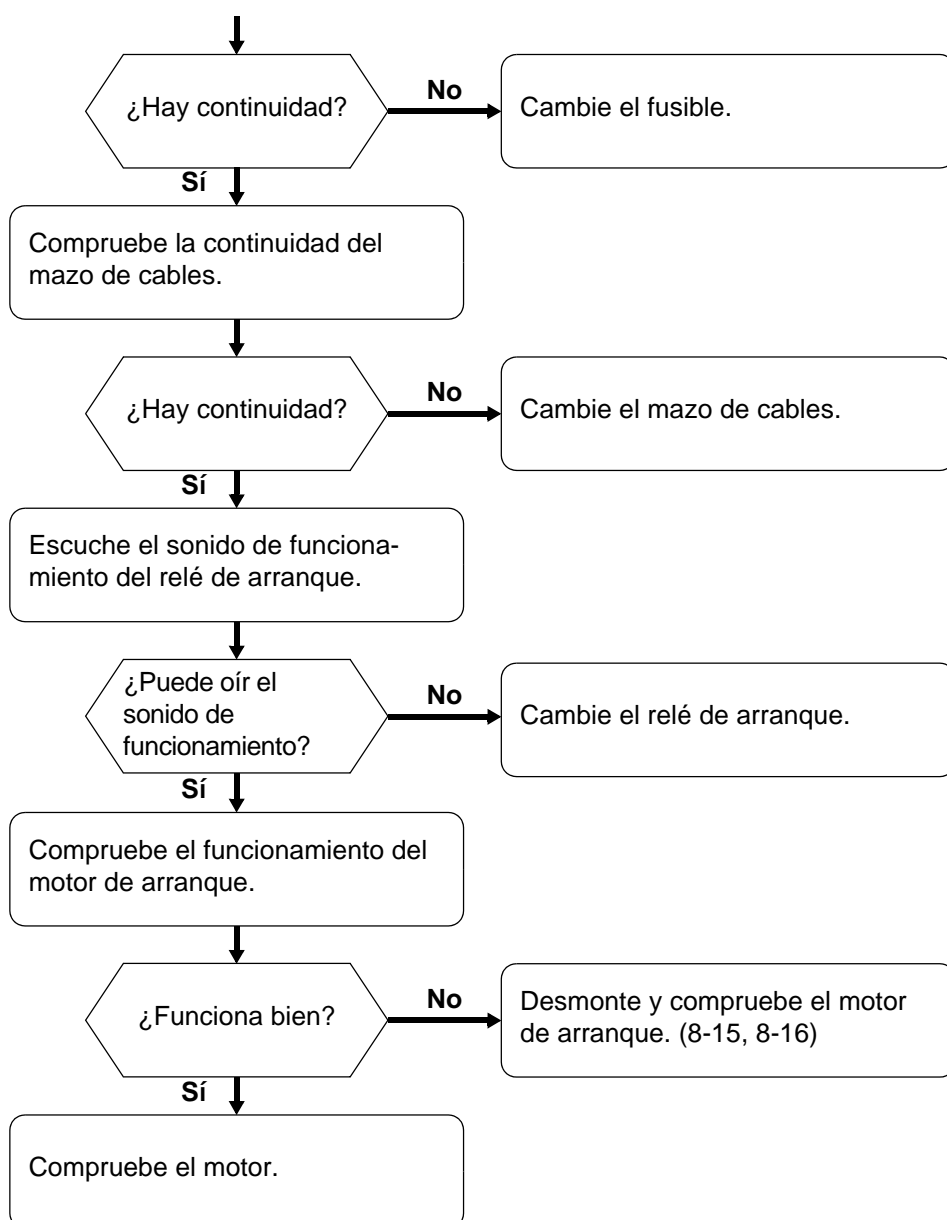 ¿Hay continuidad?
No
Cambie el fusible.
Sí
Compruebe la continuidad del
mazo de cables.
¿Hay continuidad?
No
Cambie el mazo de cables.
Sí
Escuche el sonido de funciona-
miento del relé de arranque.
¿Puede oír el
sonido de
funcionamiento?
No
Cambie el relé de arranque.
Sí
Compruebe el funcionamiento del
motor de arranque.
¿Funciona bien?
No
Desmonte y compruebe el motor
de arranque. (8-15, 8-16)
Sí
Compruebe el motor.